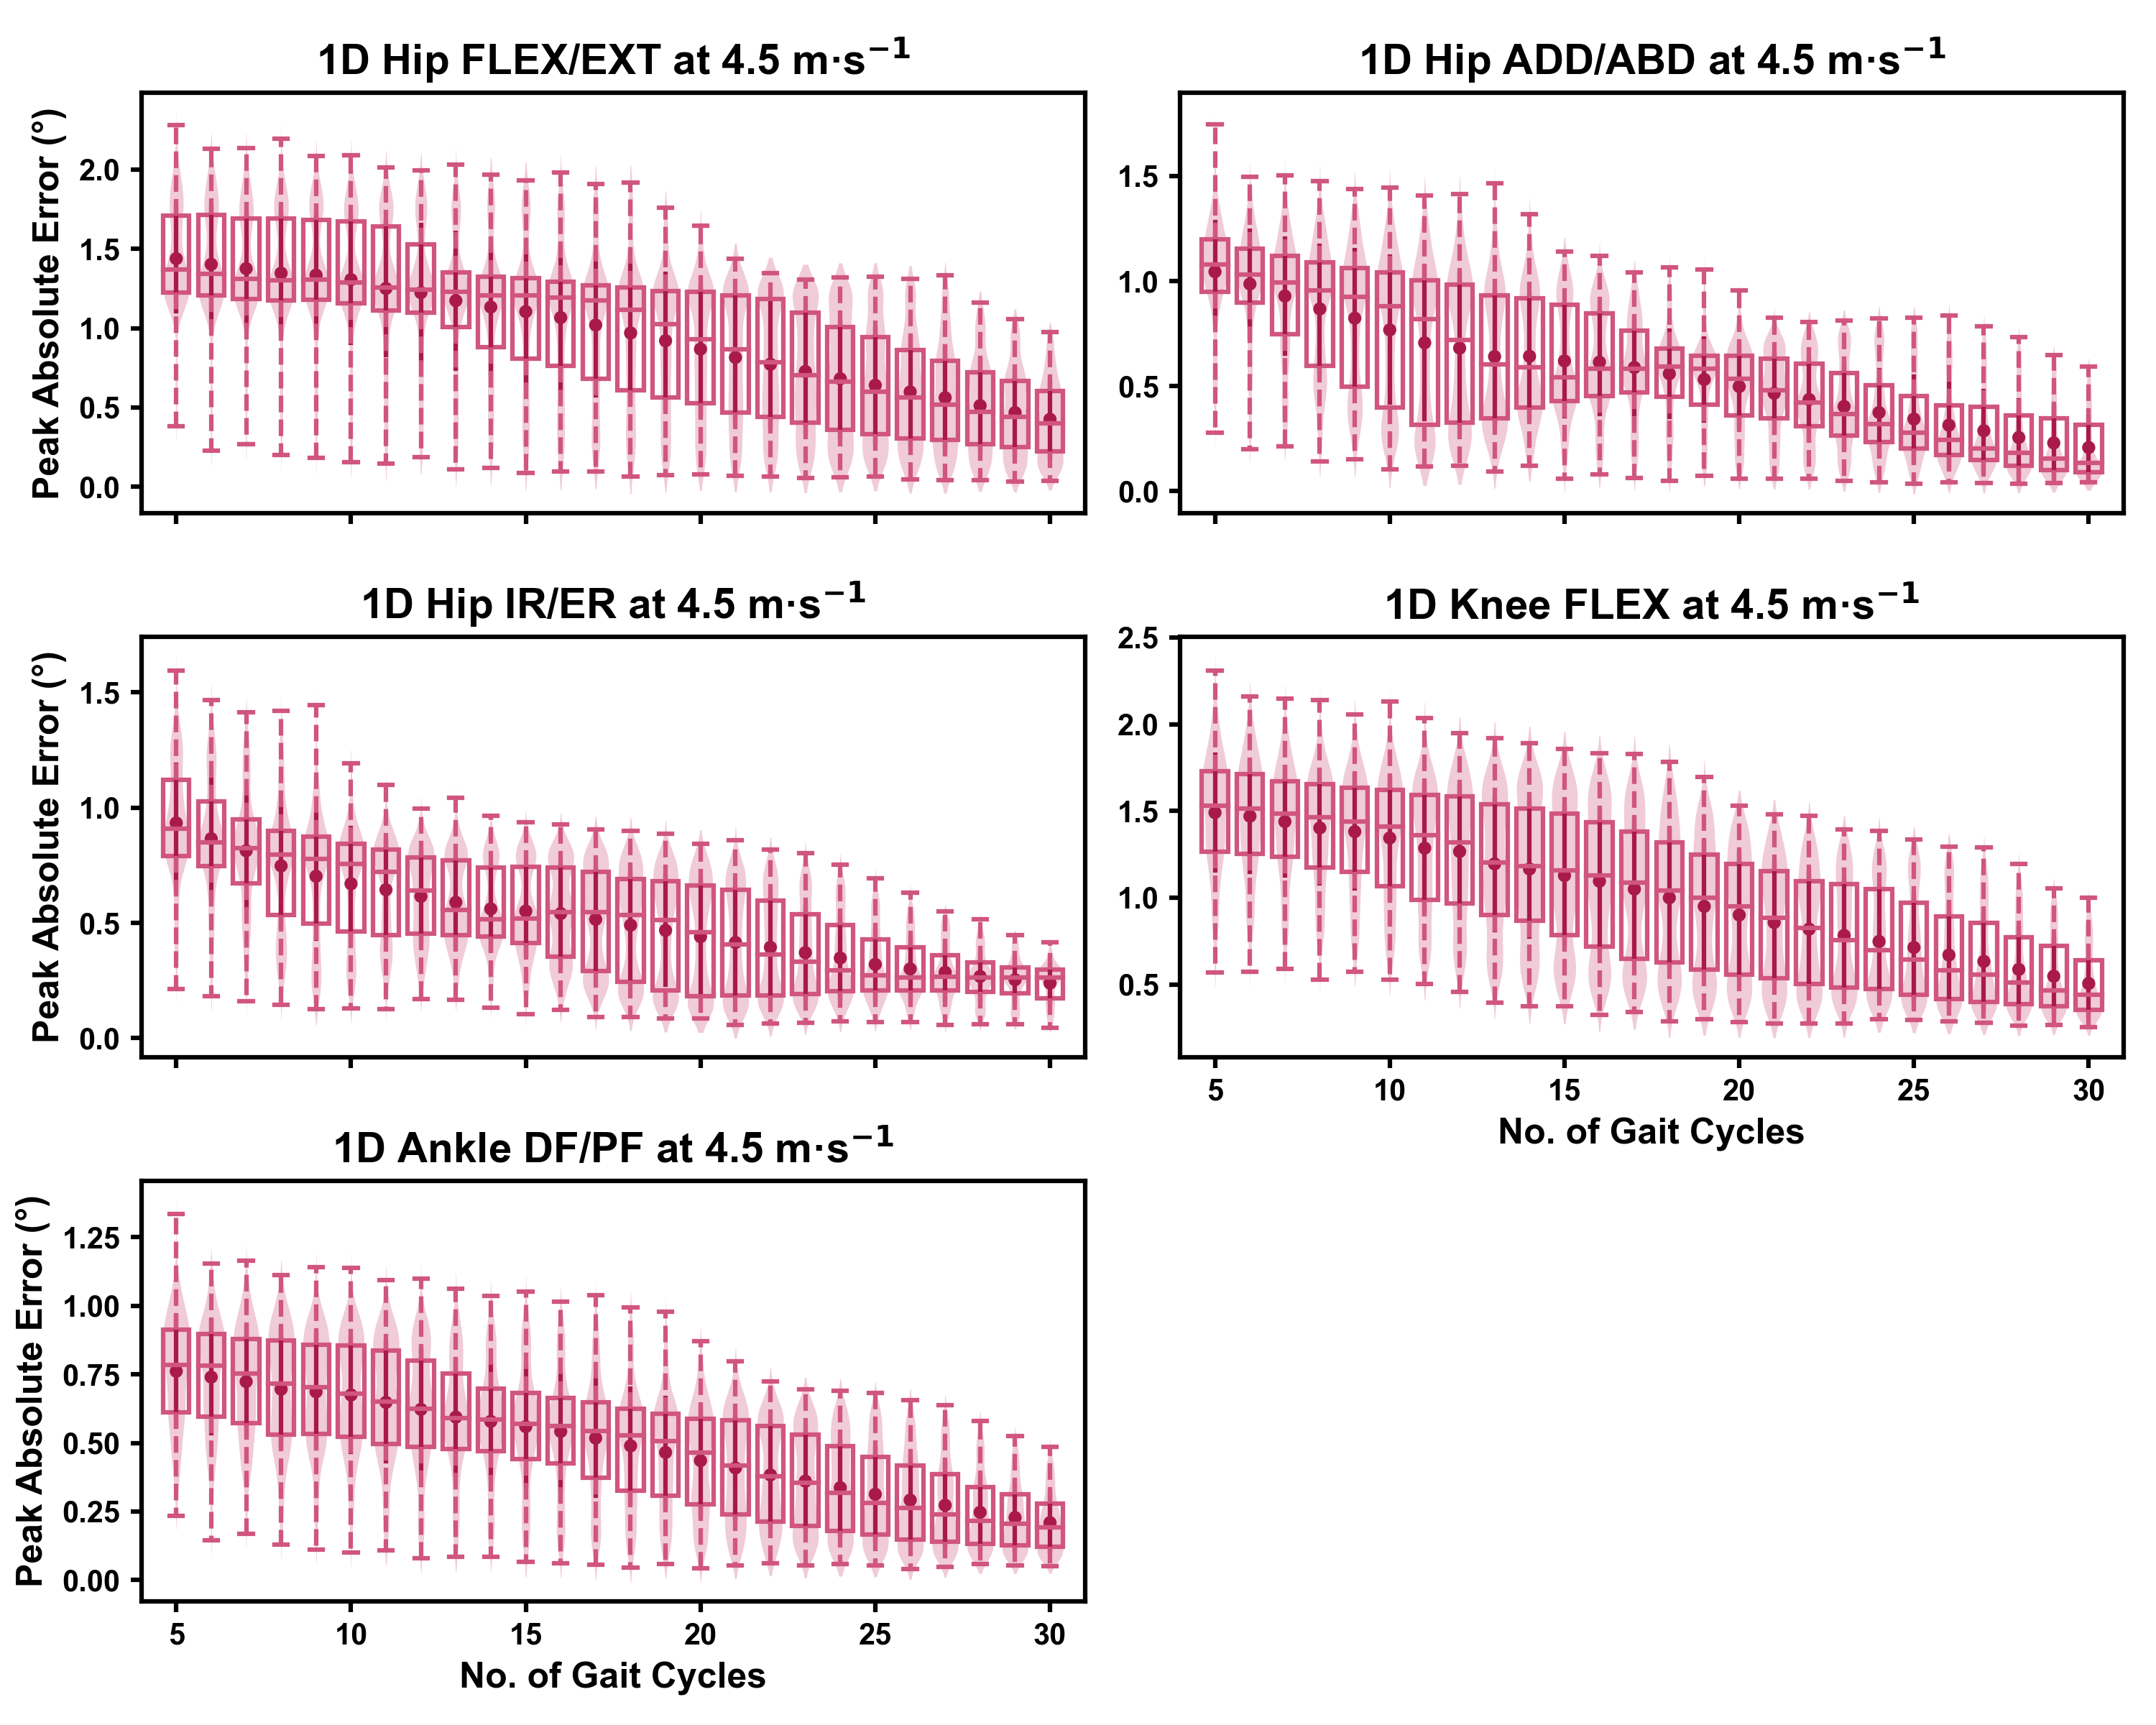 1D Hip FLEX/EXT at 4.5 m·s⁻¹
Peak Absolute Error (°)
2.0
1.5
1.0
0.5
0.0
1D Hip ADD/ABD at 4.5 m·s⁻¹
1.5
1.0
0.5
0.0
1D Hip IR/ER at 4.5 m·s⁻¹
Peak Absolute Error (°)
1.5
1.0
0.5
0.0
1D Knee FLEX at 4.5 m·s⁻¹
2.5
2.0
1.5
1.0
0.5
5 10 15 20 25 30
No. of Gait Cycles
1D Ankle DF/PF at 4.5 m·s⁻¹
Peak Absolute Error (°)
1.25
1.00
0.75
0.50
0.25
0.00
5 10 15 20 25 30
No. of Gait Cycles